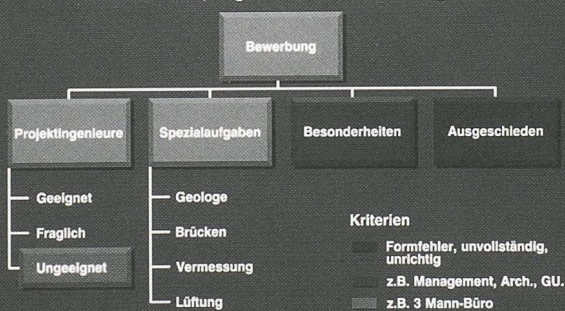 Bewerbung
Projektingenieure
Spezialaufgaben
Besonderheiten
Ausgeschieden
Geeignet
Fraglich
Ungeeignet
Geologe
Brücken
Vermessung
Lüftung
Kriterien
Formfehler, unvollständig,
unrichtig
z.B. Management, Arch., GU.
z.B. 3 Mann-Büro